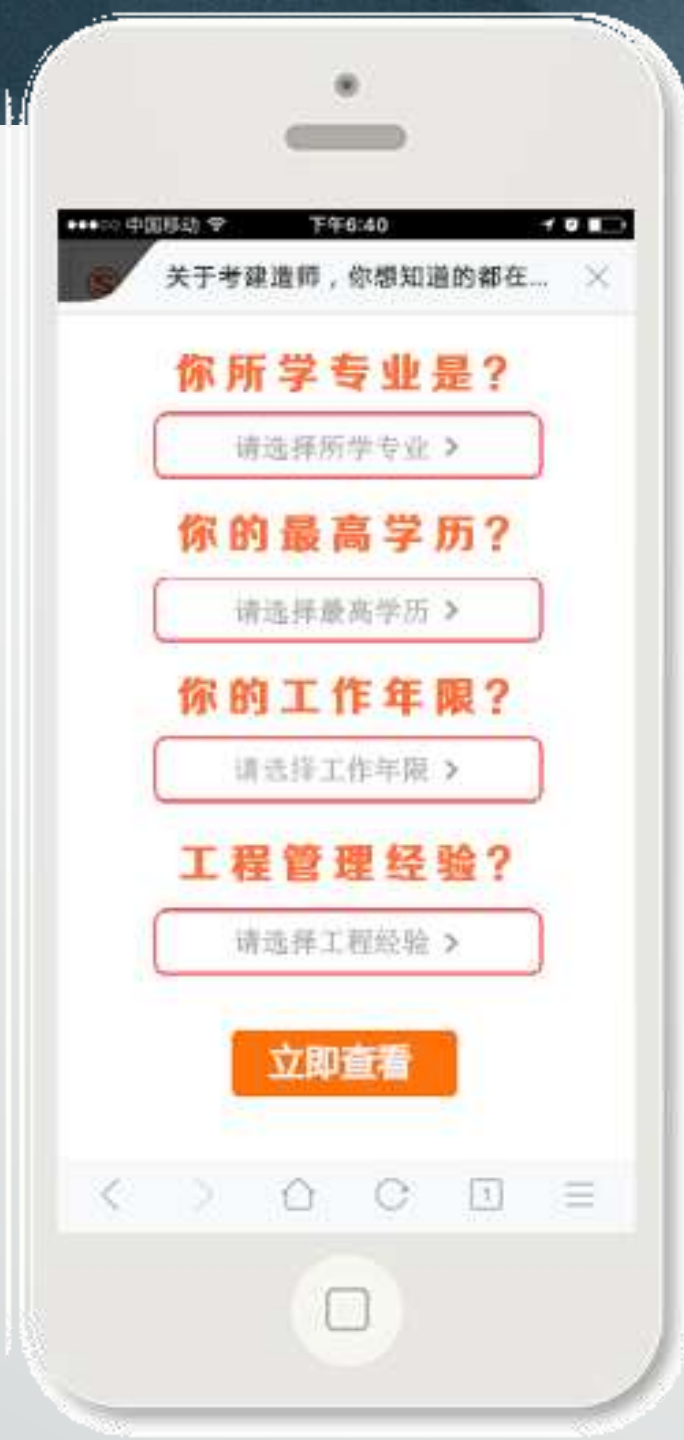 中国移动 下午6:40
关于考建造师，你想知道的都在...
你所学专业是？
请选择所学专业 >
你的最高学历？
请选择最高学历 >
你的工作年限？
请选择工作年限 >
工程管理经验？
请选择工程经验 >
立即查看
1